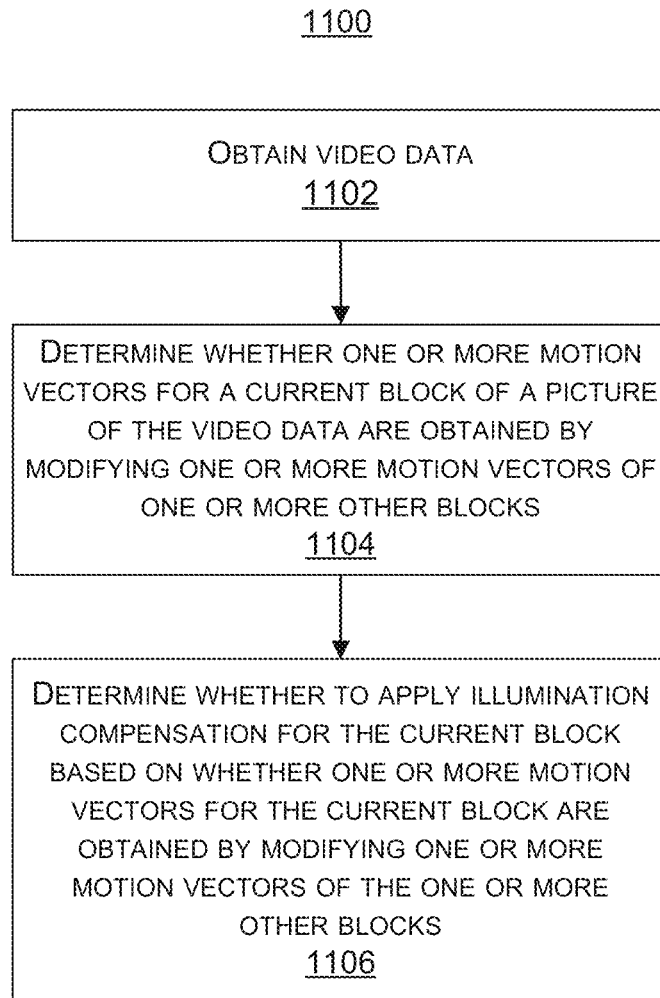 1100
OBTAIN VIDEO DATA
1102
DETERMINE WHETHER ONE OR MORE MOTION
VECTORS FOR A CURRENT BLOCK OF A PICTURE
OF THE VIDEO DATA ARE OBTAINED BY
MODIFYING ONE OR MORE MOTION VECTORS OF
ONE OR MORE OTHER BLOCKS
1104
DETERMINE WHETHER TO APPLY ILLUMINATION
COMPENSATION FOR THE CURRENT BLOCK
BASED ON WHETHER ONE OR MORE MOTION
VECTORS FOR THE CURRENT BLOCK ARE
OBTAINED BY MODIFYING ONE OR MORE
MOTION VECTORS OF THE ONE OR MORE
OTHER BLOCKS
1106